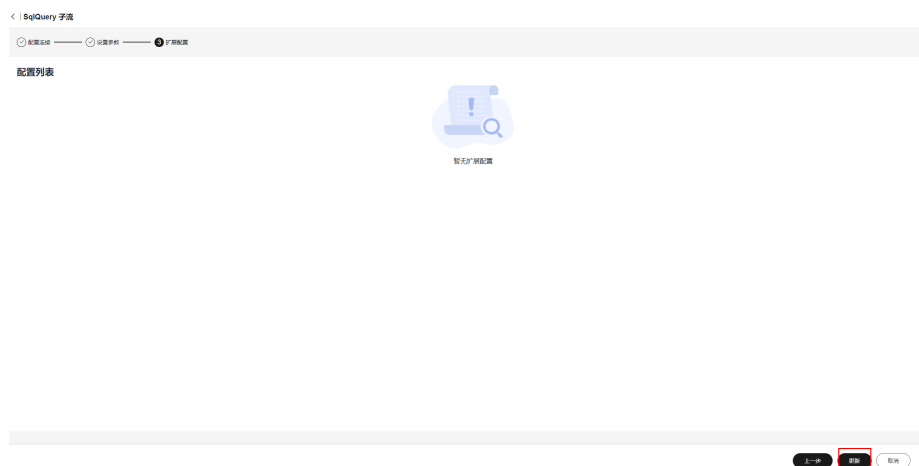 < | SqlQuery 子流
配置连接 设置参数 3 扩展配置
配置列表
暂无扩展配置
上一步 更新 取消